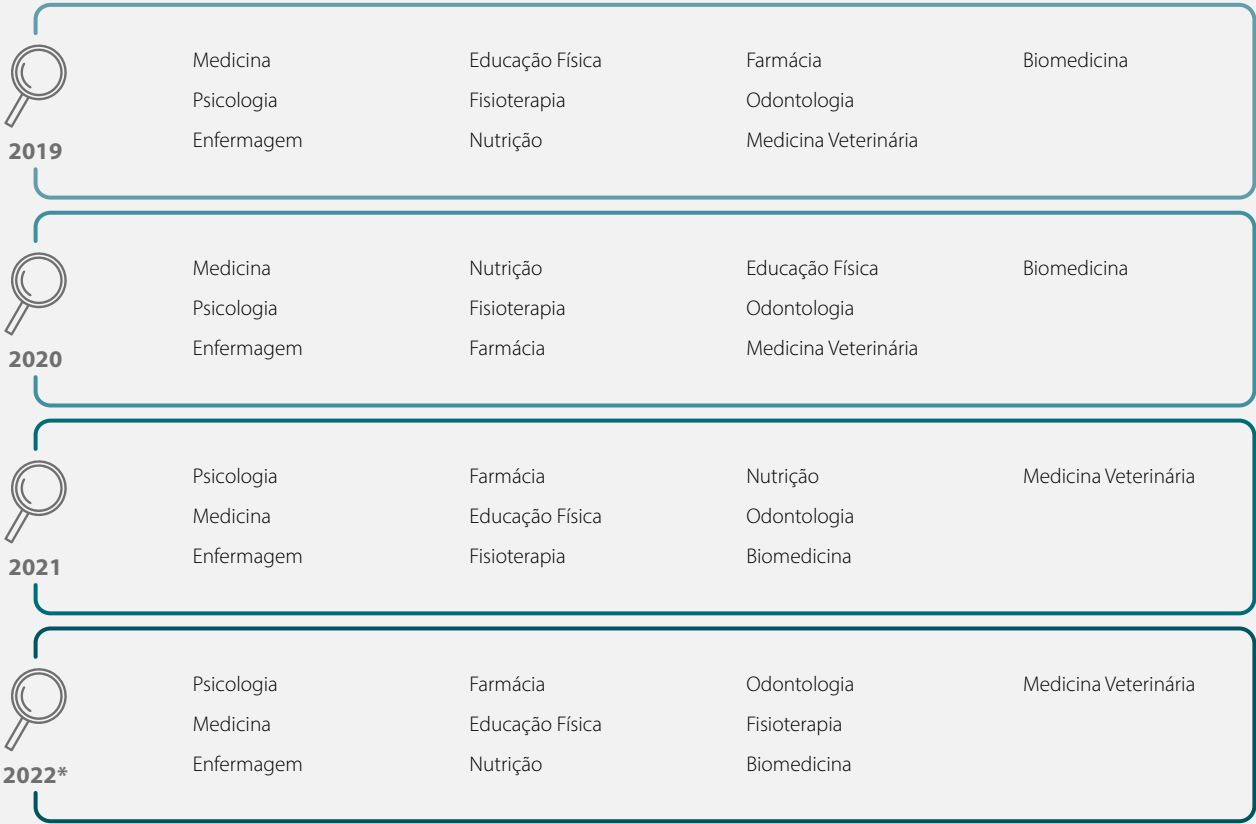 Medicina
Psicologia
Enfermagem
Educação Física
Fisioterapia
Nutrição
Farmácia
Odontologia
Medicina Veterinária
Biomedicina
2019
Medicina
Psicologia
Enfermagem
Nutrição
Fisioterapia
Farmácia
Educação Física
Odontologia
Medicina Veterinária
Biomedicina
2020
Psicologia
Medicina
Enfermagem
Farmácia
Educação Física
Fisioterapia
Nutrição
Odontologia
Biomedicina
Medicina Veterinária
2021
Psicologia
Medicina
Enfermagem
Farmácia
Educação Física
Nutrição
Odontologia
Fisioterapia
Biomedicina
Medicina Veterinária
2022*